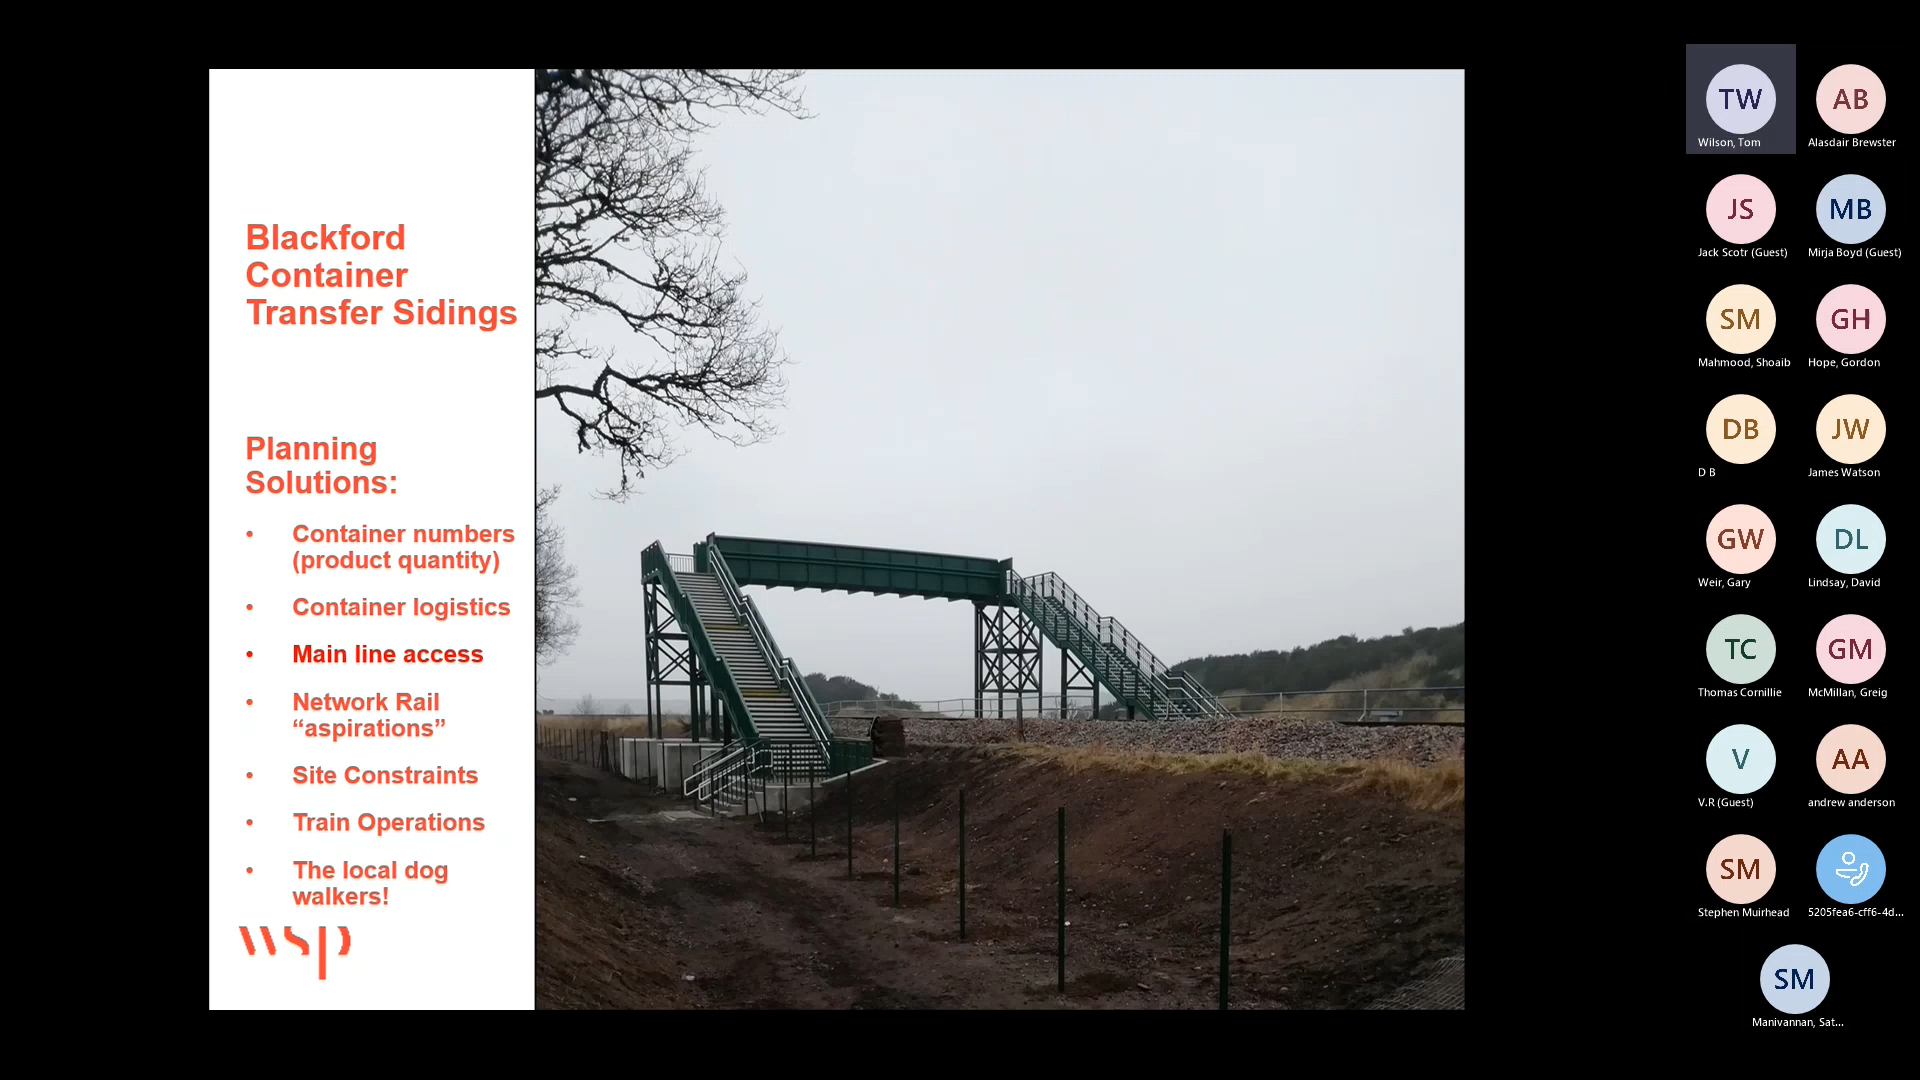 Blackford
Container
Transfer Sidings
Planning
Solutions:
• Container numbers
(product quantity)
• Container logistics
• Main line access
• Network Rail
“aspirations”
• Site Constraints
• Train Operations
• The local dog
walkers!
wsp
TW
Wilson, Tom
AB
Alasdair Brewster
JS
Jack Scotr (Guest)
MB
Mirja Boyd (Guest)
SM
Mahmood, Shoaib
GH
Hope, Gordon
DB
D B
JW
James Watson
GW
Weir, Gary
DL
Lindsay, David
TC
Thomas Cornillie
GM
McMillan, Greig
V
V.R (Guest)
AA
andrew anderson
SM
Stephen Muirhead
5205fea6-cff6-4d...
SM
Manivannan, Sat...